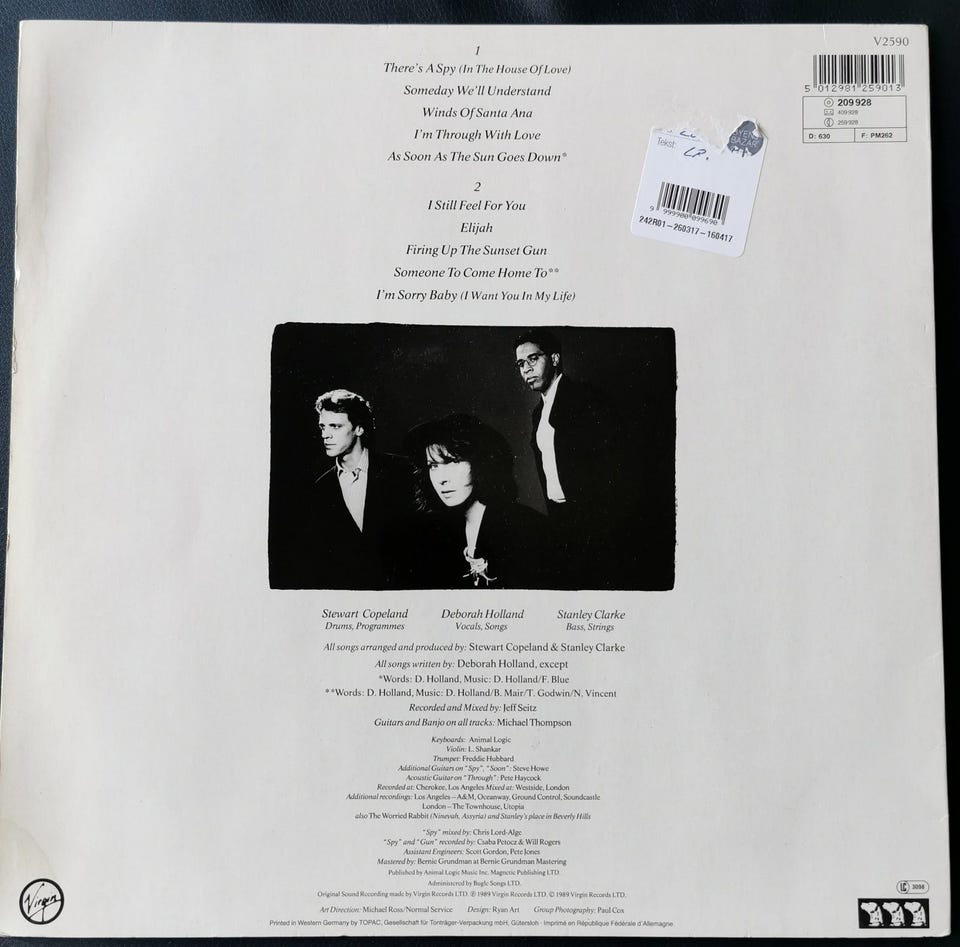 V2590
5 012981 259013
209 928
409 928
259 928
D: 630 F: PM262
1
There's A Spy (In The House Of Love)
Someday We'll Understand
Winds Of Santa Ana
I'm Through With Love
As Soon As The Sun Goes Down*
2
I Still Feel For You
Elijah
Firing Up The Sunset Gun
Someone To Come Home To**
I'm Sorry Baby (I Want You In My Life)
BAZAR
Tekst:
LP.
9 999900 099690
242R01-260317-160417
Stewart Copeland Deborah Holland Stanley Clarke
Drums, Programmes Vocals, Songs Bass, Strings
All songs arranged and produced by: Stewart Copeland & Stanley Clarke
All songs written by: Deborah Holland, except
*Words: D. Holland, Music: D. Holland/F. Blue
**Words: D. Holland, Music: D. Holland/B. Mair/T. Godwin/N. Vincent
Recorded and Mixed by: Jeff Seitz
Guitars and Banjo on all tracks: Michael Thompson
Keyboards: Animal Logic
Violin: L. Shankar
Trumpet: Freddie Hubbard
Additional Guitars on "Spy", "Soon": Steve Howe
Acoustic Guitar on "Through": Pete Haycock
Recorded at: Cherokee, Los Angeles Mixed at: Westside, London
Additional recordings: Los Angeles – A&M, Oceanway, Ground Control, Soundcastle
London – The Townhouse, Utopia
also The Worried Rabbit (Ninevah, Assyria) and Stanley's place in Beverly Hills
"Spy" mixed by: Chris Lord-Alge
"Spy" and "Gun" recorded by: Csaba Petocz & Will Rogers
Assistant Engineers: Scott Gordon, Pete Jones
Mastered by: Bernie Grundman at Bernie Grundman Mastering
Published by Animal Logic Music Inc. Magnetic Publishing LTD.
Administered by Bugle Songs LTD.
Original Sound Recording made by Virgin Records LTD. ℗ 1989 Virgin Records LTD. © 1989 Virgin Records LTD.
Art Direction: Michael Ross/Normal Service Design: Ryan Art Group Photography: Paul Cox
Printed in Western Germany by TOPAC, Gesellschaft für Tonträger-Verpackung mbH, Gütersloh · Imprimé en République Fédérale d'Allemagne
Virgin
LC 3098